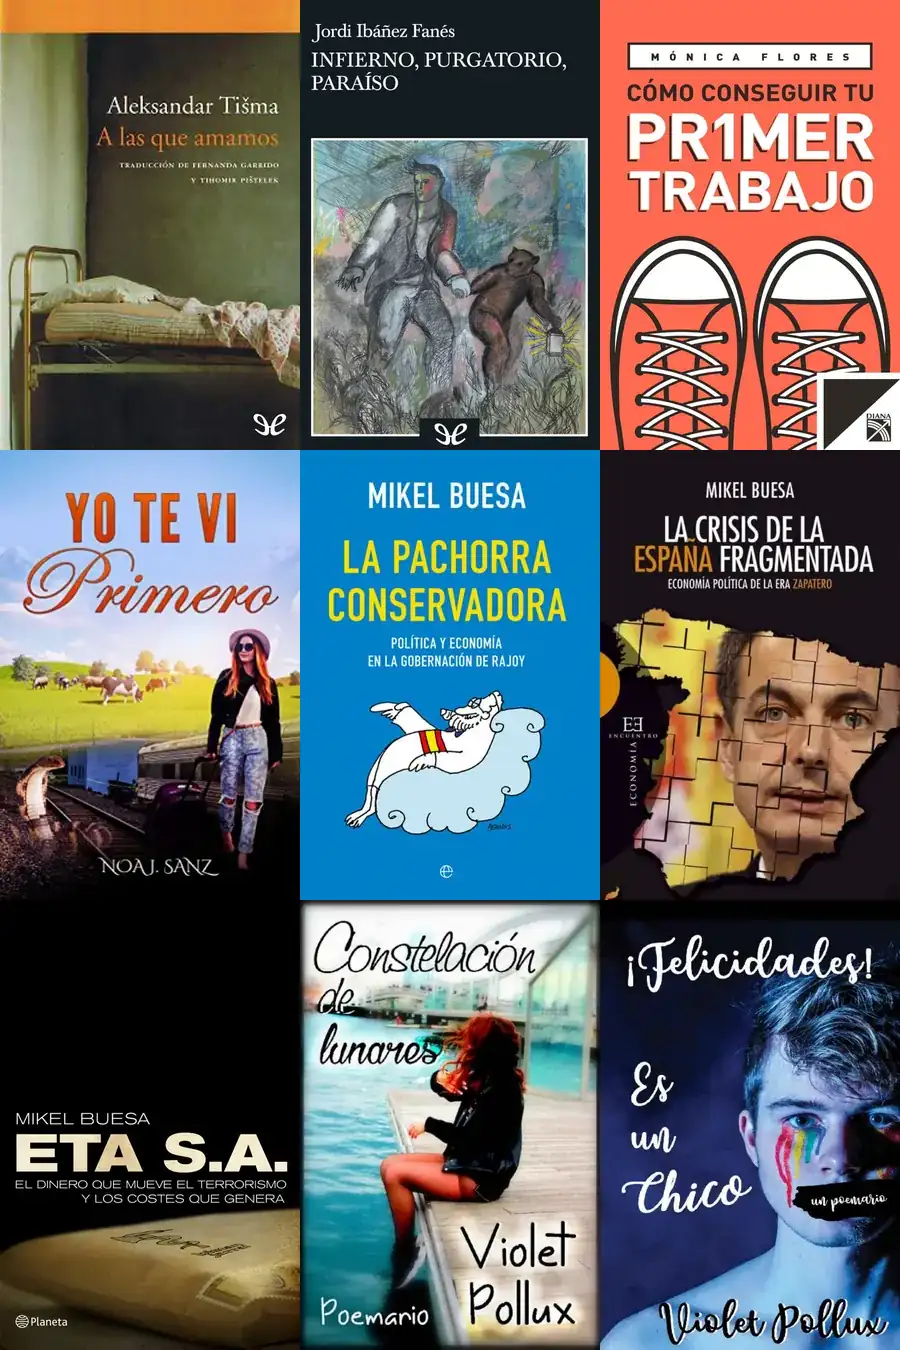 Aleksandar Tišma
A las que amamos
TRADUCCIÓN DE FERNANDA GARRIDO
Y TIHOMIR PIŠTELEK
Jordi Ibáñez Fanés
INFIERNO, PURGATORIO,
PARAÍSO
MÓNICA FLORES
CÓMO CONSEGUIR TU
PR1MER
TRABAJO
DIANA
YO TE VI
Primero
NOA J. SANZ
MIKEL BUESA
LA PACHORRA
CONSERVADORA
POLÍTICA Y ECONOMÍA
EN LA GOBERNACIÓN DE RAJOY
MIKEL BUESA
LA CRISIS DE LA
ESPAÑA FRAGMENTADA
ECONOMÍA POLÍTICA DE LA ERA ZAPATERO
EE
ENCUENTRO
ECONOMÍA
MIKEL BUESA
ETA S.A.
EL DINERO QUE MUEVE EL TERRORISMO
Y LOS COSTES QUE GENERA
Planeta
Constelación
de
lunares
Violet
Pollux
Poemario
¡Felicidades!
Es
un
Chico
un poemario
Violet Pollux